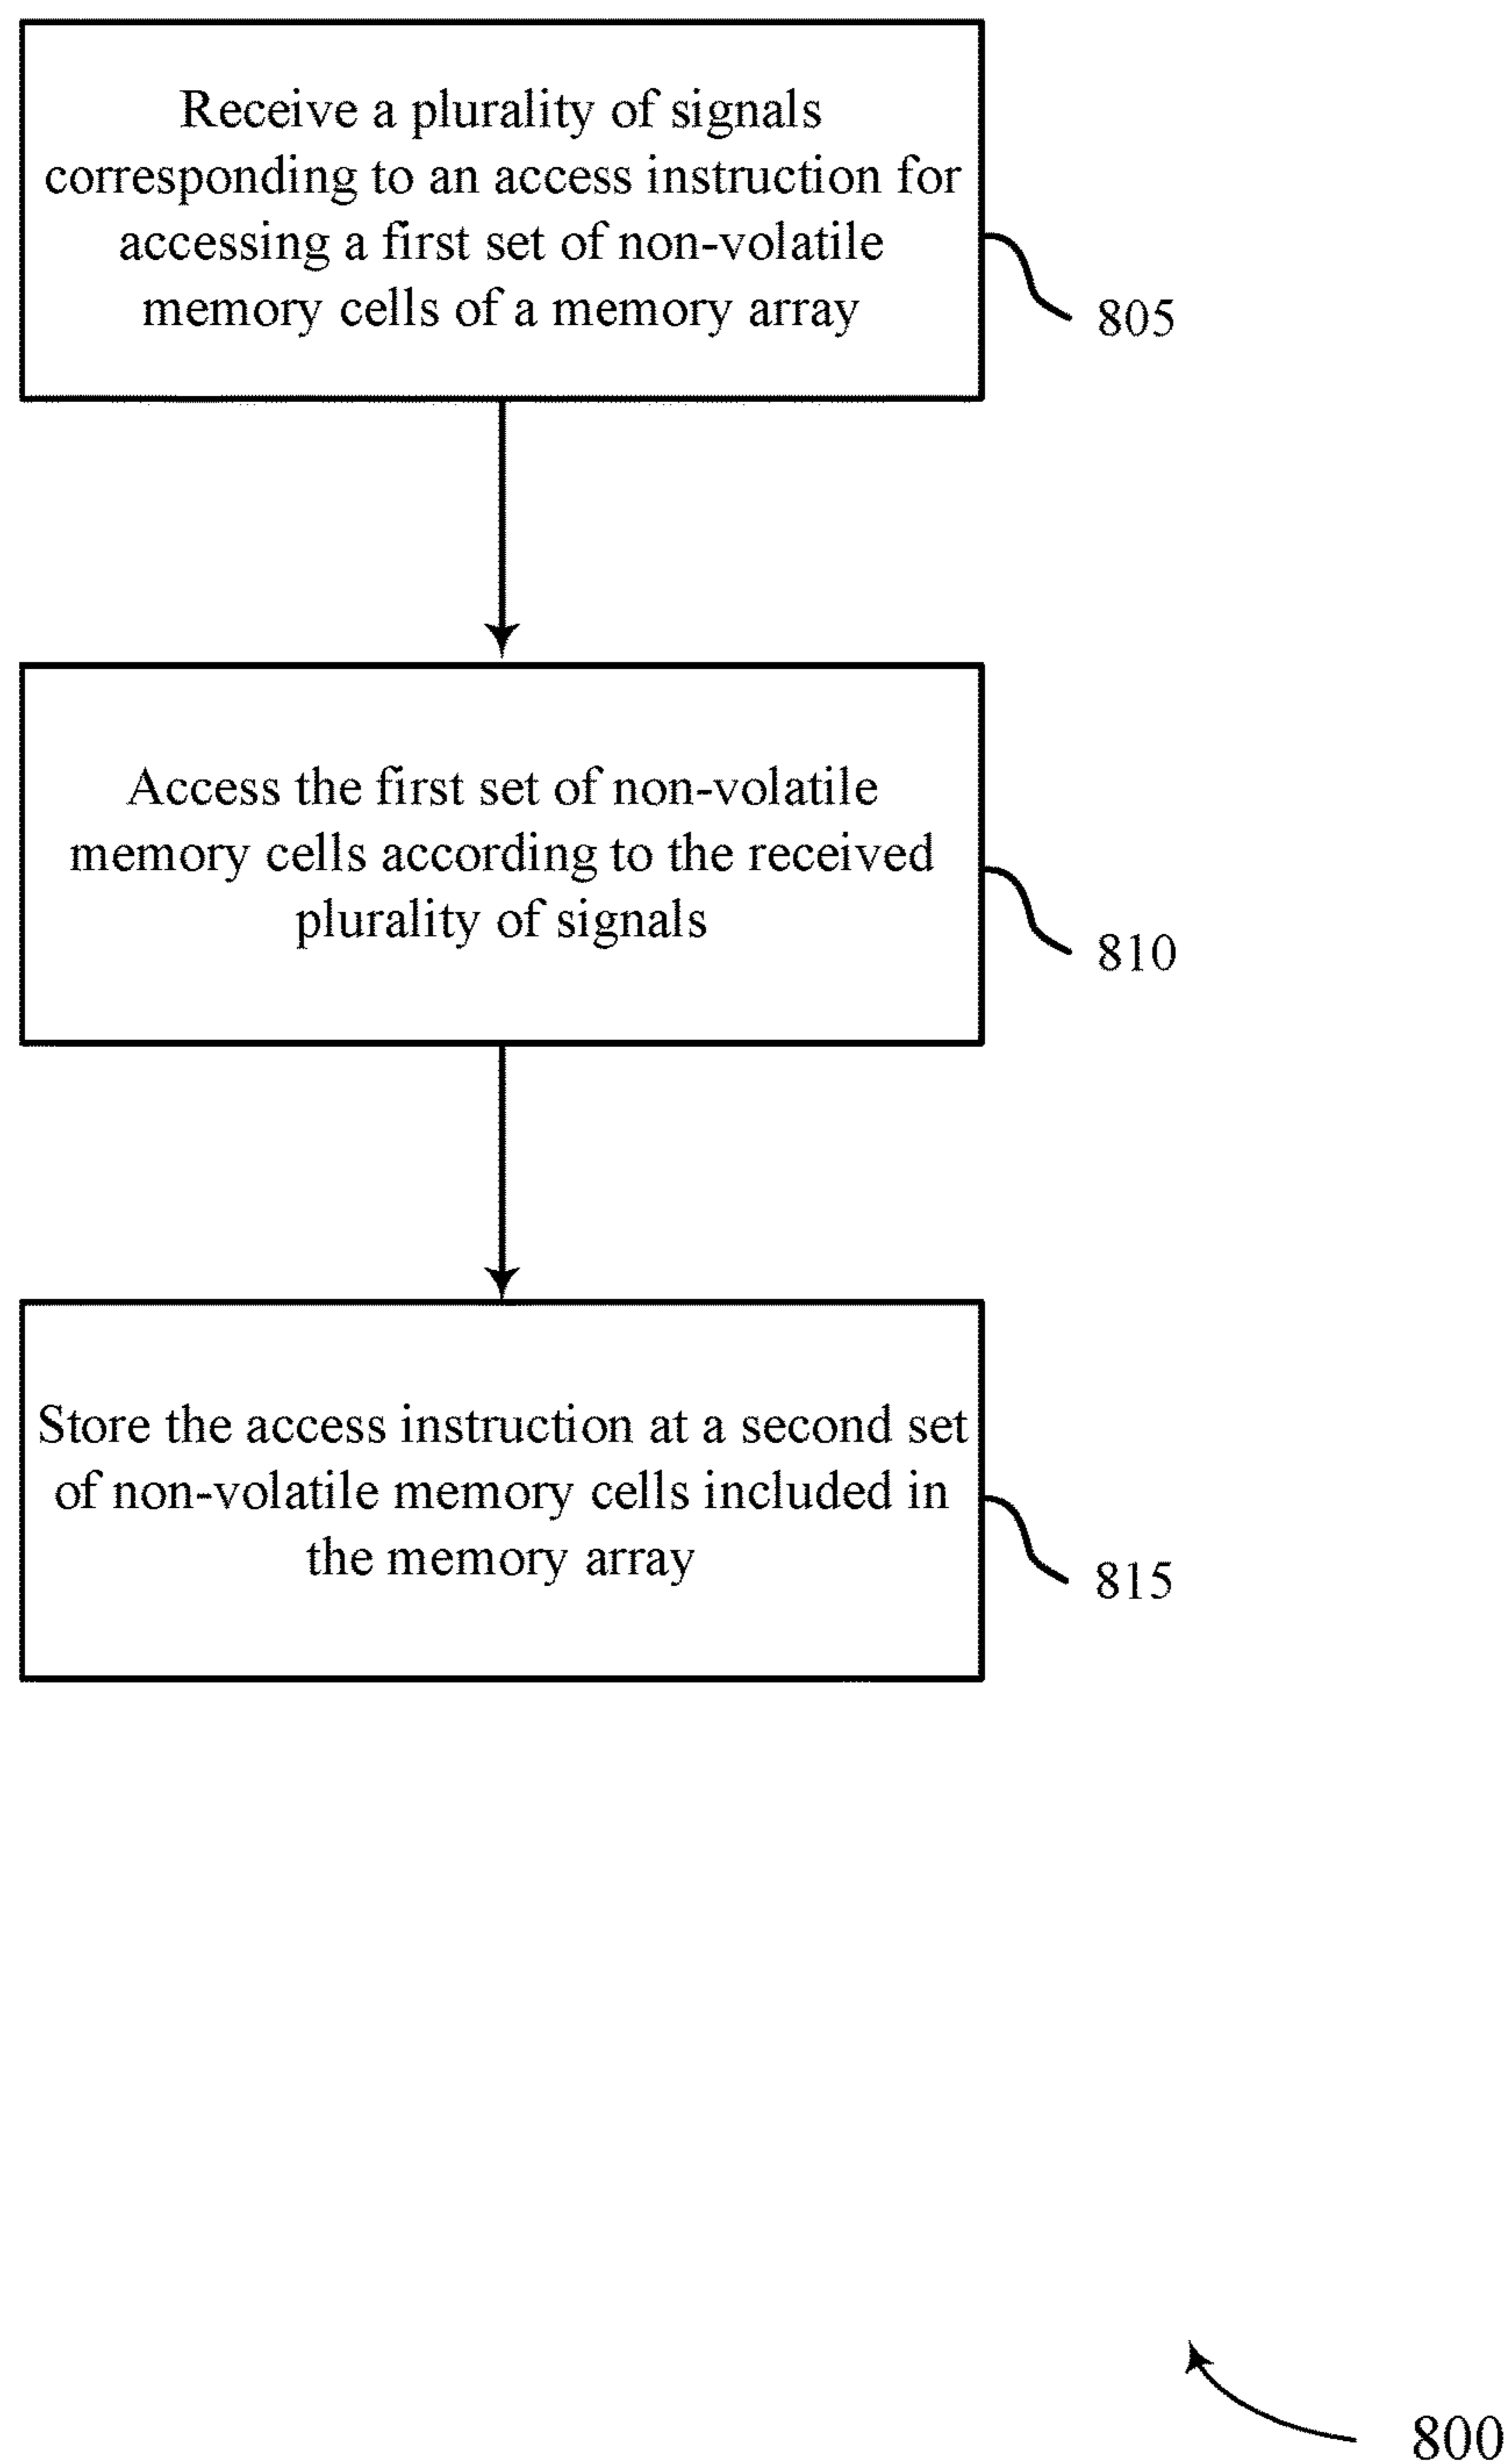 Receive a plurality of signals
corresponding to an access instruction for
accessing a first set of non-volatile
memory cells of a memory array
805
Access the first set of non-volatile
memory cells according to the received
plurality of signals
810
Store the access instruction at a second set
of non-volatile memory cells included in
the memory array
815
800